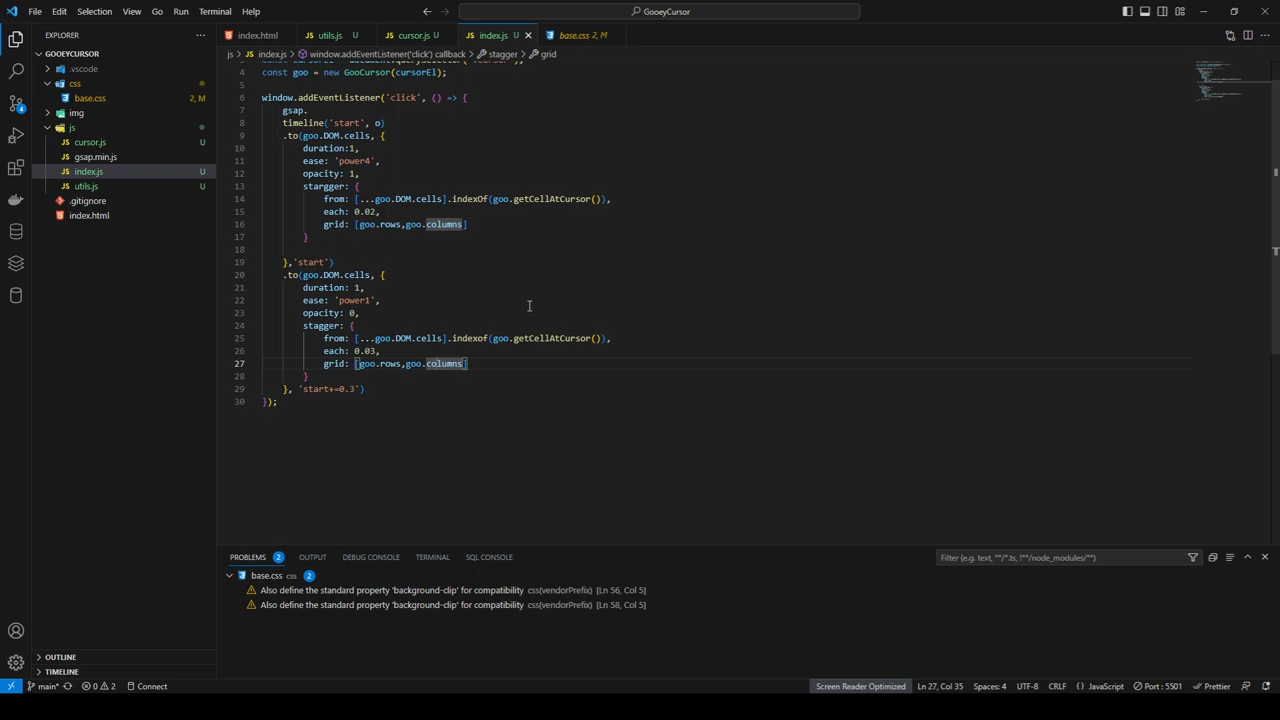 File Edit Selection View Go Run Terminal Help
GooeyCursor
EXPLORER
GOOEYCURSOR
.vscode
css
base.css 2, M
img
js
cursor.js U
gsap.min.js
index.js U
utils.js U
.gitignore
index.html
OUTLINE
TIMELINE
4
index.html
utils.js U
cursor.js U
index.js U
base.css 2, M
js > index.js > window.addEventListener('click') callback > stagger > grid
4 const goo = new GooCursor(cursorEl);
5
6 window.addEventListener('click', () => {
7 gsap.
8 timeline('start', o)
9 .to(goo.DOM.cells, {
10 duration:1,
11 ease: 'power4',
12 opacity: 1,
13 stargger: {
14 from: [...goo.DOM.cells].indexOf(goo.getCellAtCursor()),
15 each: 0.02,
16 grid: [goo.rows,goo.columns]
17 }
18
19 },'start')
20 .to(goo.DOM.cells, {
21 duration: 1,
22 ease: 'power1',
23 opacity: 0,
24 stagger: {
25 from: [...goo.DOM.cells].indexof(goo.getCellAtCursor()),
26 each: 0.03,
27 grid: [goo.rows,goo.columns]
28 }
29 }, 'start+=0.3')
30 });
PROBLEMS 2 OUTPUT DEBUG CONSOLE TERMINAL SQL CONSOLE
Filter (e.g. text, **/*.ts, !**/node_modules/**)
base.css css 2
Also define the standard property 'background-clip' for compatibility css(vendorPrefix) [Ln 56, Col 5]
Also define the standard property 'background-clip' for compatibility css(vendorPrefix) [Ln 58, Col 5]
main* 0 2 Connect
Screen Reader Optimized Ln 27, Col 35 Spaces: 4 UTF-8 CRLF {} JavaScript Port : 5501 Prettier